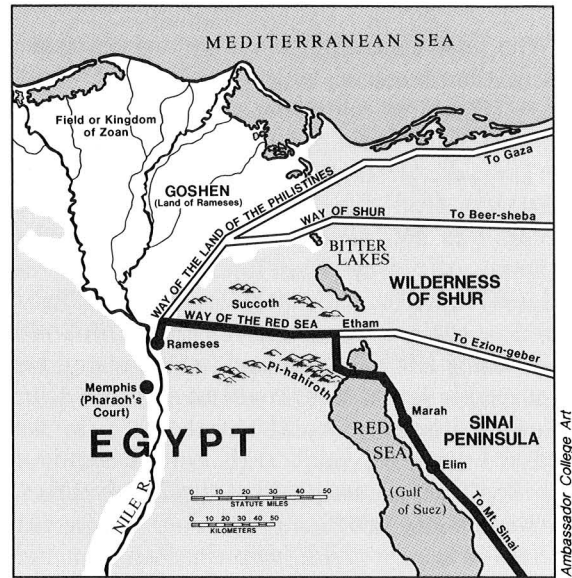 MEDITERRANEAN SEA
Field or Kingdom
of Zoan
GOSHEN
(Land of Rameses)
WAY OF THE LAND OF THE PHILISTINES
To Gaza
WAY OF SHUR
To Beer-sheba
BITTER
LAKES
WILDERNESS
OF SHUR
Succoth
WAY OF THE RED SEA
Etham
To Ezion-geber
Rameses
Pi-hahiroth
Memphis
(Pharaoh's
Court)
Marah
SINAI
PENINSULA
RED
SEA
EGYPT
Elim
(Gulf
of Suez)
To Mt. Sinai
NILE R.
0 10 20 30 40 50
STATUTE MILES
0 10 20 30 40 50
KILOMETERS
Ambassador College Art